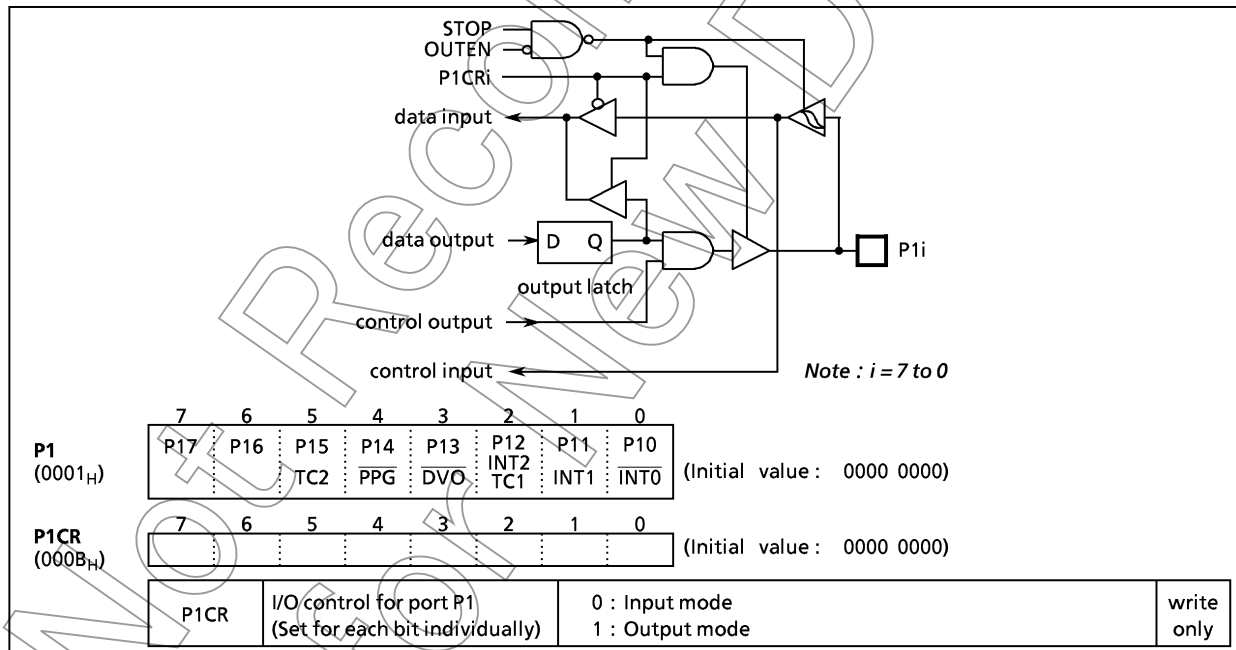 STOP
OUTEN
P1CRi
data input
data output
D Q
P1i
output latch
control output
control input
Note : i = 7 to 0
7 6 5 4 3 2 1 0
P1
(0001H)
P17 P16 P15 P14 P13 P12 P11 P10
TC2 PPG DVO INT2 TC1 INT1 INT0
(Initial value : 0000 0000)
7 6 5 4 3 2 1 0
P1CR
(000BH)
(Initial value : 0000 0000)
P1CR
I/O control for port P1
(Set for each bit individually)
0 : Input mode
1 : Output mode
write
only
Not Recom
for New D